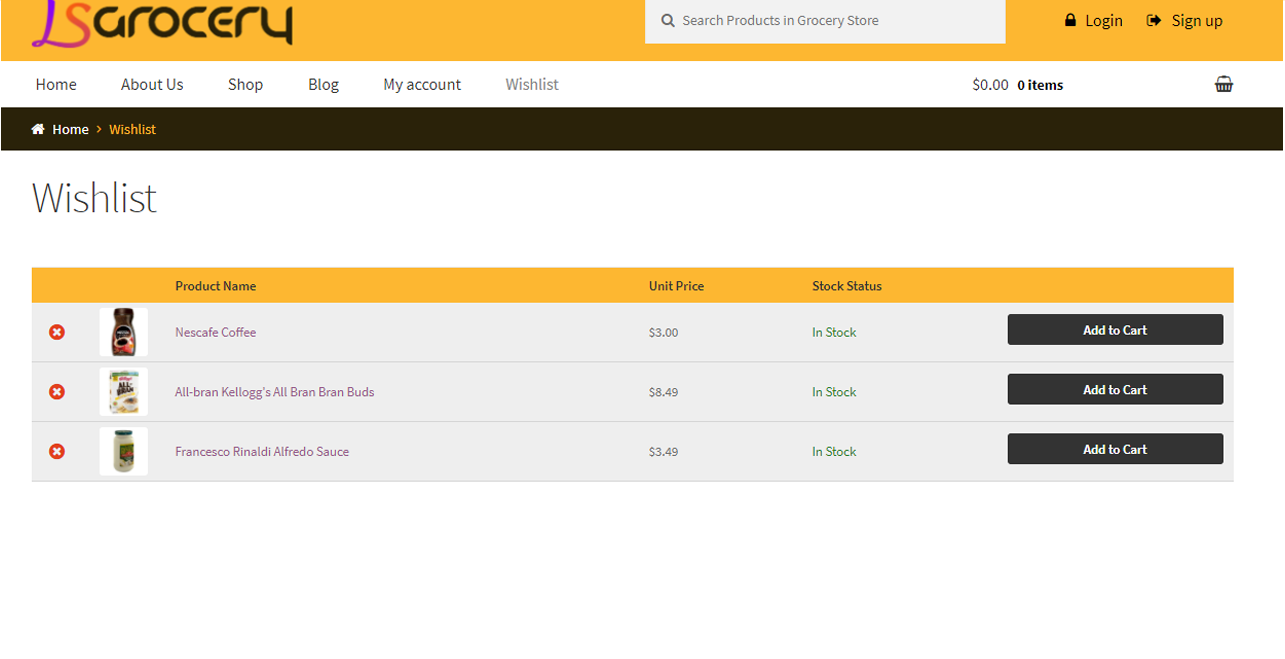 LSGrocery
Search Products in Grocery Store
Login Sign up
Home About Us Shop Blog My account Wishlist $0.00 0 items
Home › Wishlist
Wishlist
Product Name Unit Price Stock Status
Nescafe Coffee $3.00 In Stock Add to Cart
All-bran Kellogg's All Bran Bran Buds $8.49 In Stock Add to Cart
Francesco Rinaldi Alfredo Sauce $3.49 In Stock Add to Cart